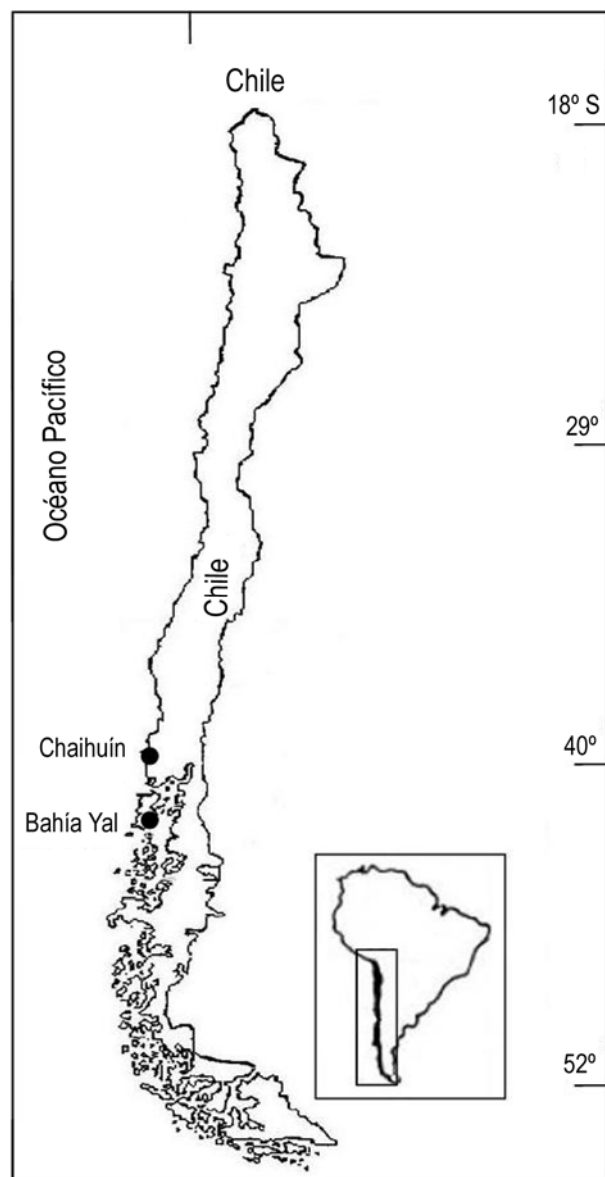 Chile
18º S
Océano Pacífico
29º
Chile
Chaihuín
40º
Bahía Yal
52º